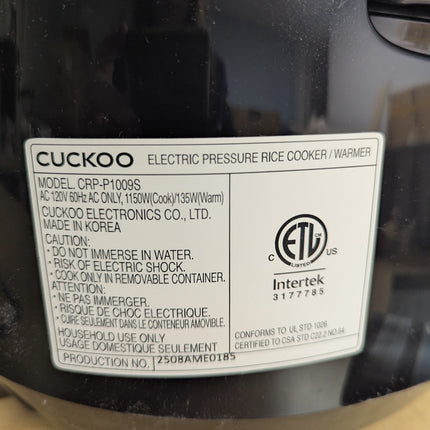 CUCKOO ELECTRIC PRESSURE RICE COOKER / WARMER
MODEL. CRP-P1009S
AC 120V 60Hz AC ONLY, 1150W(Cook)/135W(Warm)
CUCKOO ELECTRONICS CO., LTD.
MADE IN KOREA
CAUTION:
• DO NOT IMMERSE IN WATER.
• RISK OF ELECTRIC SHOCK.
• COOK ONLY IN REMOVABLE CONTAINER.
ATTENTION:
• NE PAS IMMERGER.
• RISQUE DE CHOC ELECTRIQUE.
• CUIRE SEULEMENT DANS LE CONTENEUR AMOVIBLE.
HOUSEHOLD USE ONLY
USAGE DOMESTIQUE SEULEMENT
PRODUCTION NO. 2508AME0185
ETL
CM
LISTED
C US
Intertek
3177785
CONFORMS TO UL STD 1026
CERTIFIED TO CSA STD C22.2 NO.64